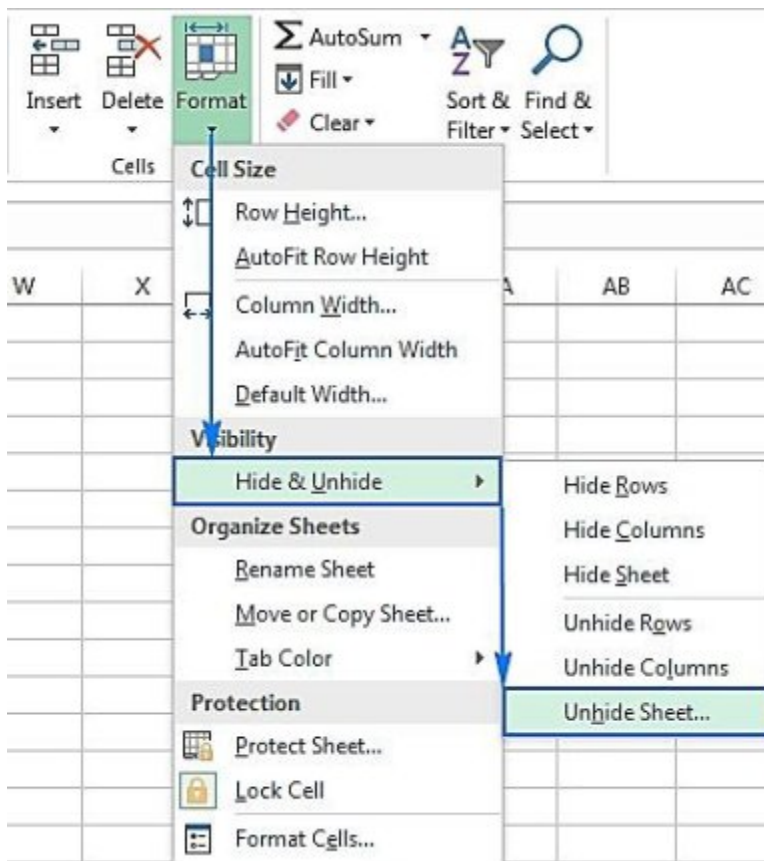 AutoSum
Fill
Clear
Insert Delete Format
Sort & Filter
Find & Select
Cells
Cell Size
Row Height...
AutoFit Row Height
Column Width...
AutoFit Column Width
Default Width...
Visibility
Hide & Unhide
Organize Sheets
Rename Sheet
Move or Copy Sheet...
Tab Color
Protection
Protect Sheet...
Lock Cell
Format Cells...
Hide Rows
Hide Columns
Hide Sheet
Unhide Rows
Unhide Columns
Unhide Sheet...
W X AB AC